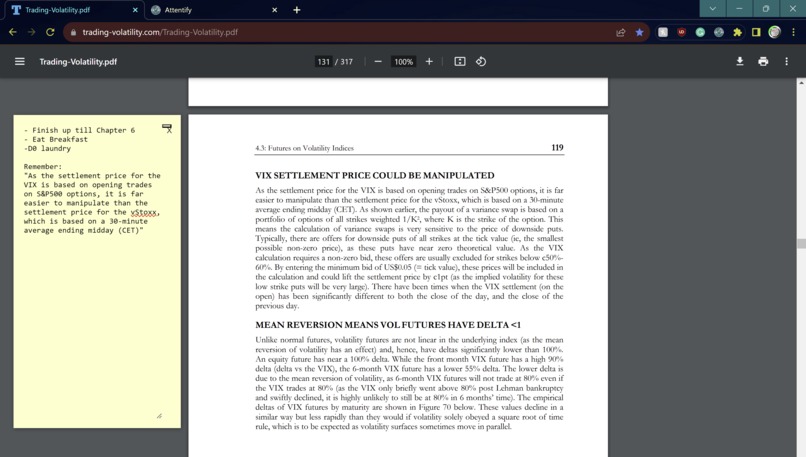 Trading-Volatility.pdf
Attentify
trading-volatility.com/Trading-Volatility.pdf
Trading-Volatility.pdf
131 / 317
100%
- Finish up till Chapter 6
- Eat Breakfast
-D0 laundry
Remember:
"As the settlement price for the
VIX is based on opening trades
on S&P500 options, it is far
easier to manipulate than the
settlement price for the vStoxx,
which is based on a 30-minute
average ending midday (CET)"
4.3: Futures on Volatility Indices 119
VIX SETTLEMENT PRICE COULD BE MANIPULATED
As the settlement price for the VIX is based on opening trades on S&P500 options, it is far
easier to manipulate than the settlement price for the vStoxx, which is based on a 30-minute
average ending midday (CET). As shown earlier, the payout of a variance swap is based on a
portfolio of options of all strikes weighted 1/K², where K is the strike of the option. This
means the calculation of variance swaps is very sensitive to the price of downside puts.
Typically, there are offers for downside puts of all strikes at the tick value (ie, the smallest
possible non-zero price), as these puts have near zero theoretical value. As the VIX
calculation requires a non-zero bid, these offers are usually excluded for strikes below c50%-
60%. By entering the minimum bid of US$0.05 (= tick value), these prices will be included in
the calculation and could lift the settlement price by c1pt (as the implied volatility for these
low strike puts will be very large). There have been times when the VIX settlement (on the
open) has been significantly different to both the close of the day, and the close of the
previous day.
MEAN REVERSION MEANS VOL FUTURES HAVE DELTA <1
Unlike normal futures, volatility futures are not linear in the underlying index (as the mean
reversion of volatility has an effect) and, hence, have deltas significantly lower than 100%.
An equity future has near a 100% delta. While the front month VIX future has a high 90%
delta (delta vs the VIX), the 6-month VIX future has a lower 55% delta. The lower delta is
due to the mean reversion of volatility, as 6-month VIX futures will not trade at 80% even if
the VIX trades at 80% (as the VIX only briefly went above 80% post Lehman bankruptcy
and swiftly declined, it is highly unlikely to still be at 80% in 6 months' time). The empirical
deltas of VIX futures by maturity are shown in Figure 70 below. These values decline in a
similar way but less rapidly than they would if volatility solely obeyed a square root of time
rule, which is to be expected as volatility surfaces sometimes move in parallel.